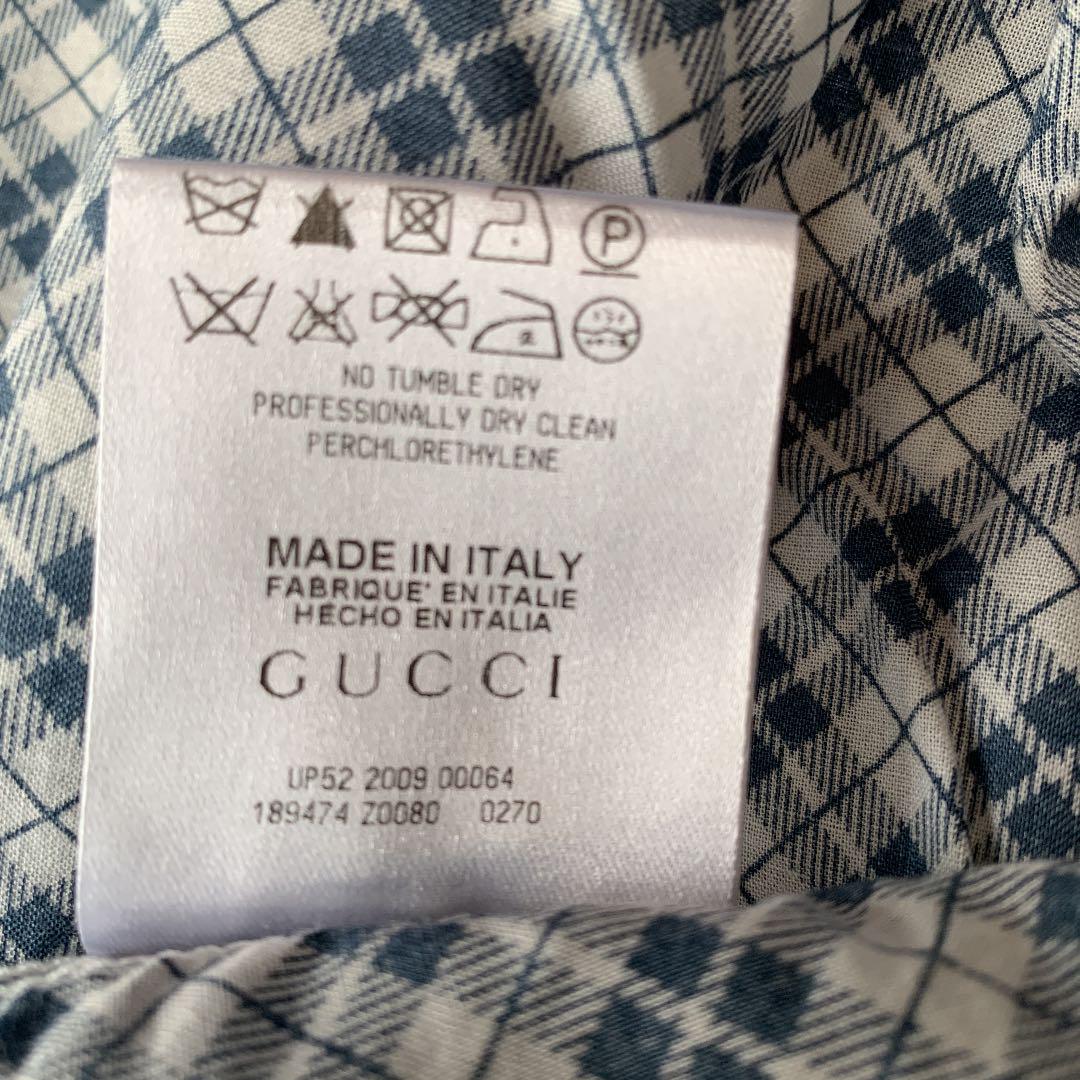 P
NO TUMBLE DRY
PROFESSIONALLY DRY CLEAN
PERCHLORETHYLENE
MADE IN ITALY
FABRIQUE' EN ITALIE
HECHO EN ITALIA
GUCCI
UP52 2009 00064
189474 Z0080 0270